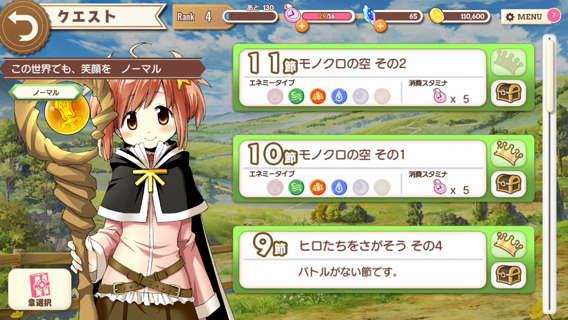 クエスト
Rank 4
あと 130
29/16
65
110,600
MENU
?
この世界でも、笑顔を ノーマル
ノーマル
11節 モノクロの空 その2
エネミータイプ
消費スタミナ
x 5
10節 モノクロの空 その1
エネミータイプ
消費スタミナ
x 5
9節 ヒロたちをさがそう その4
バトルがない節です。
章選択